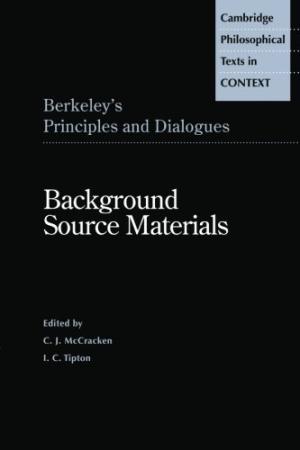 Cambridge
Philosophical
Texts in
CONTEXT
Berkeley's
Principles and Dialogues
Background
Source Materials
Edited by
C. J. McCracken
I. C. Tipton